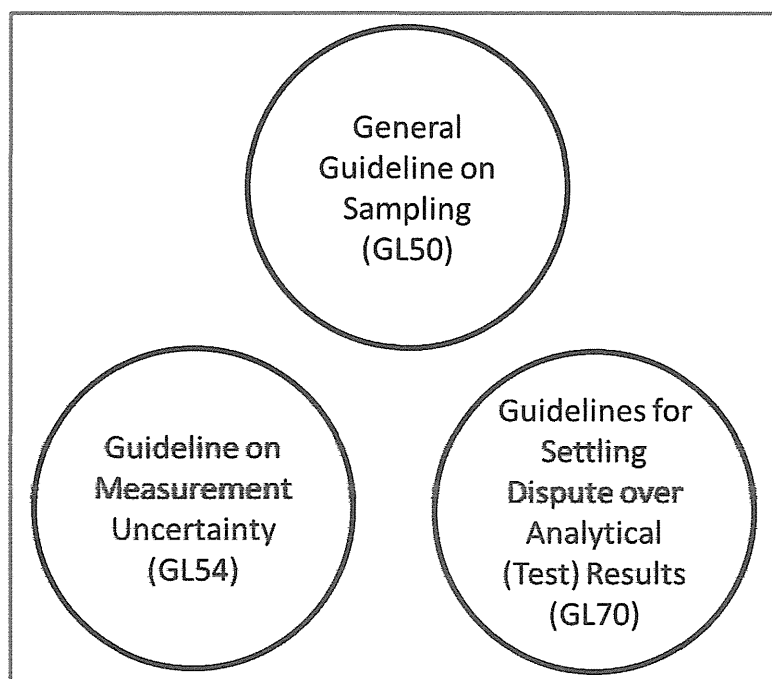 General
Guideline on
Sampling
(GL50)
Guideline on
Measurement
Uncertainty
(GL54)
Guidelines for
Settling
Dispute over
Analytical
(Test) Results
(GL70)